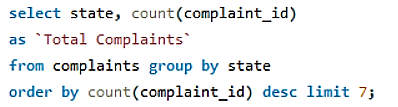 select state, count(complaint_id)
as `Total Complaints`
from complaints group by state
order by count(complaint_id) desc limit 7;